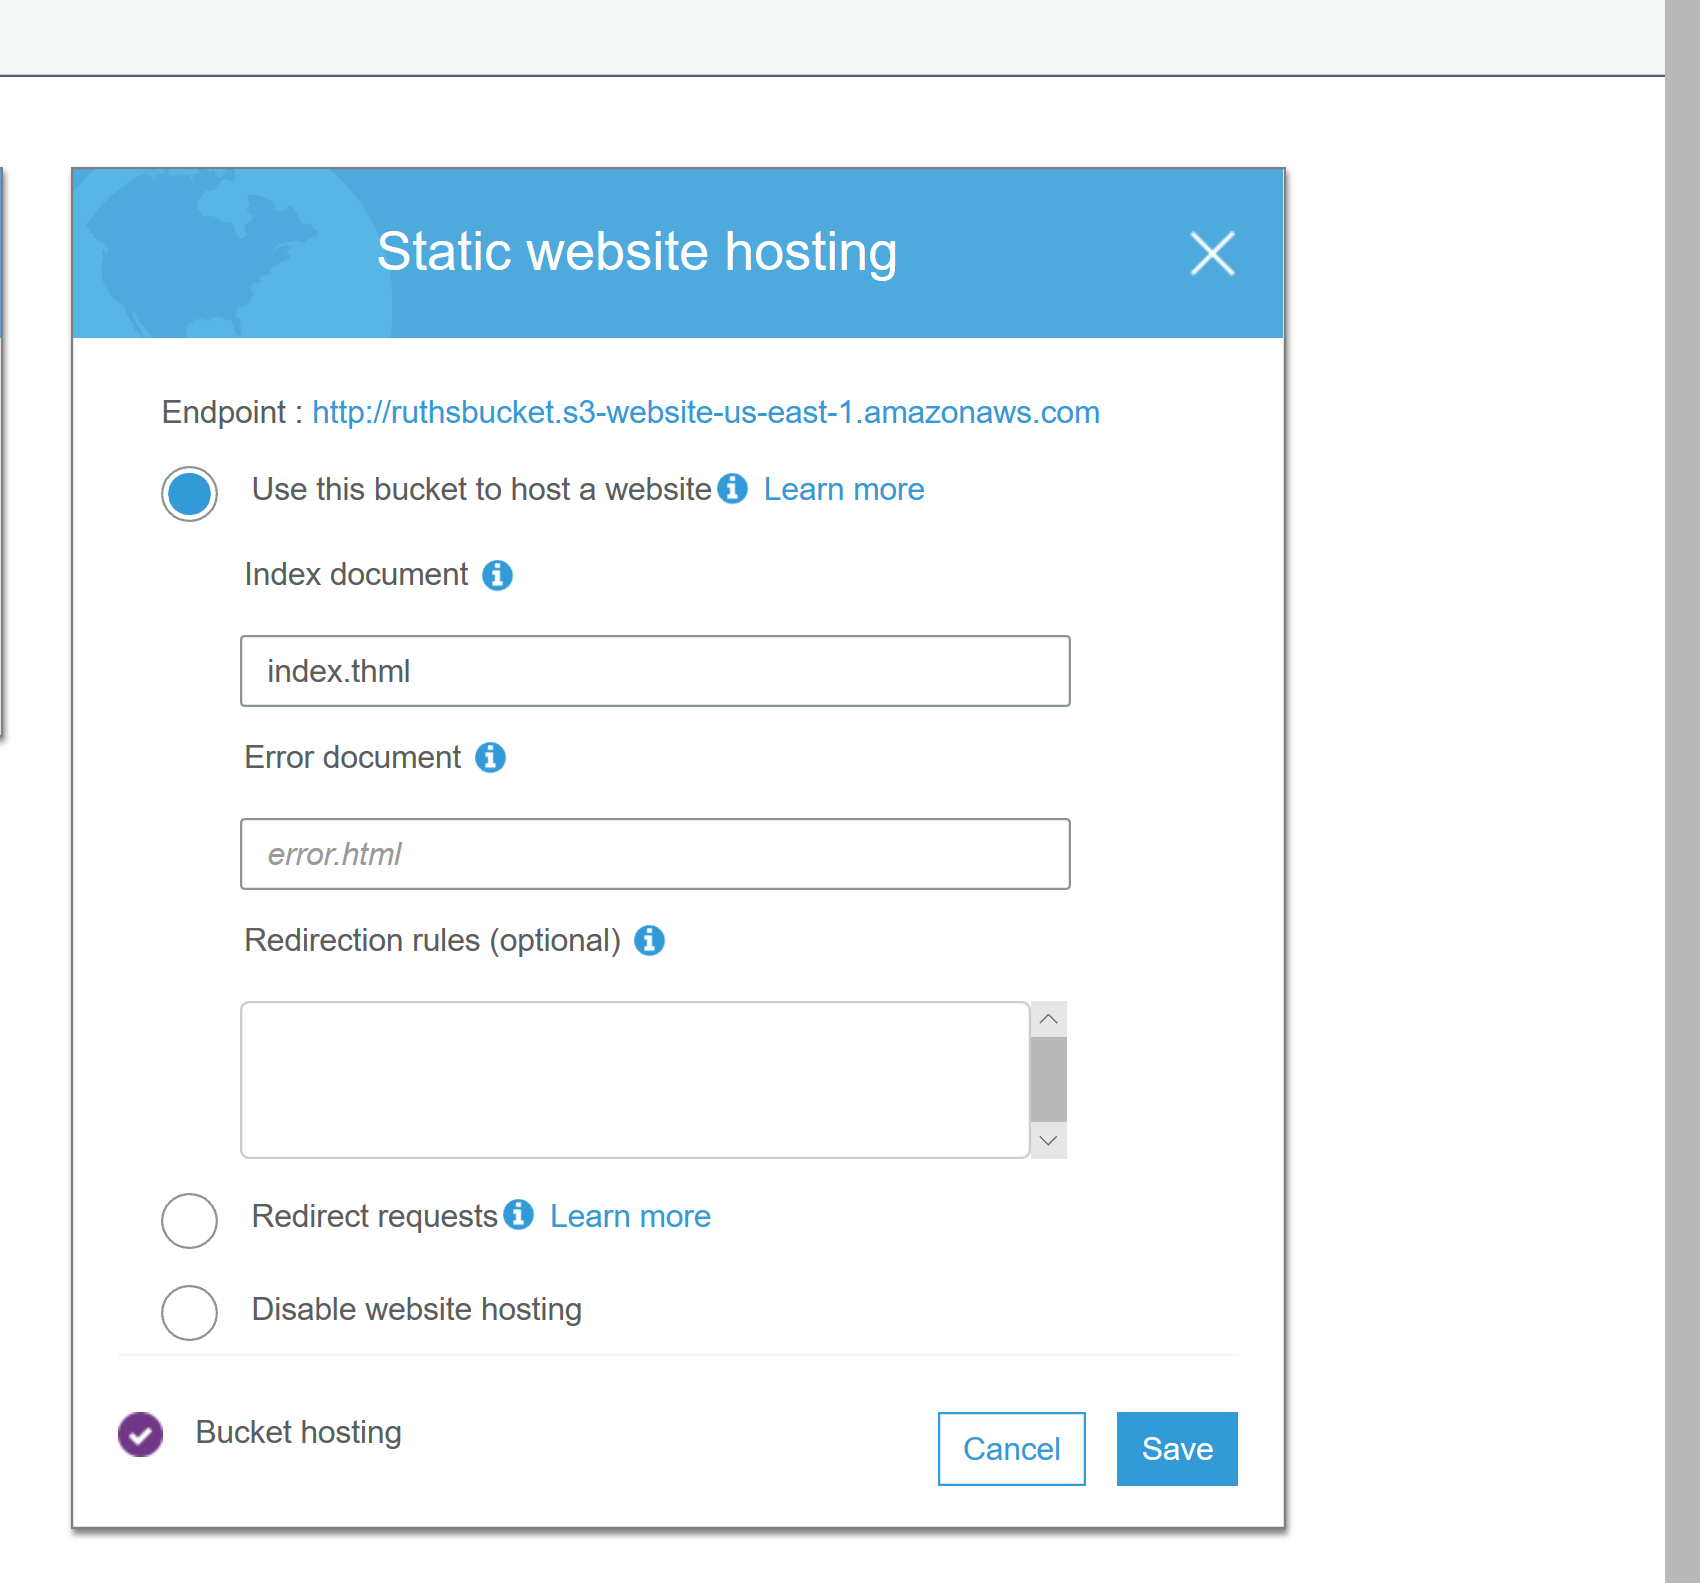 Static website hosting
Endpoint : http://ruthsbucket.s3-website-us-east-1.amazonaws.com
Use this bucket to host a website Learn more
Index document
index.thml
Error document
error.html
Redirection rules (optional)
Redirect requests Learn more
Disable website hosting
Bucket hosting
Cancel Save